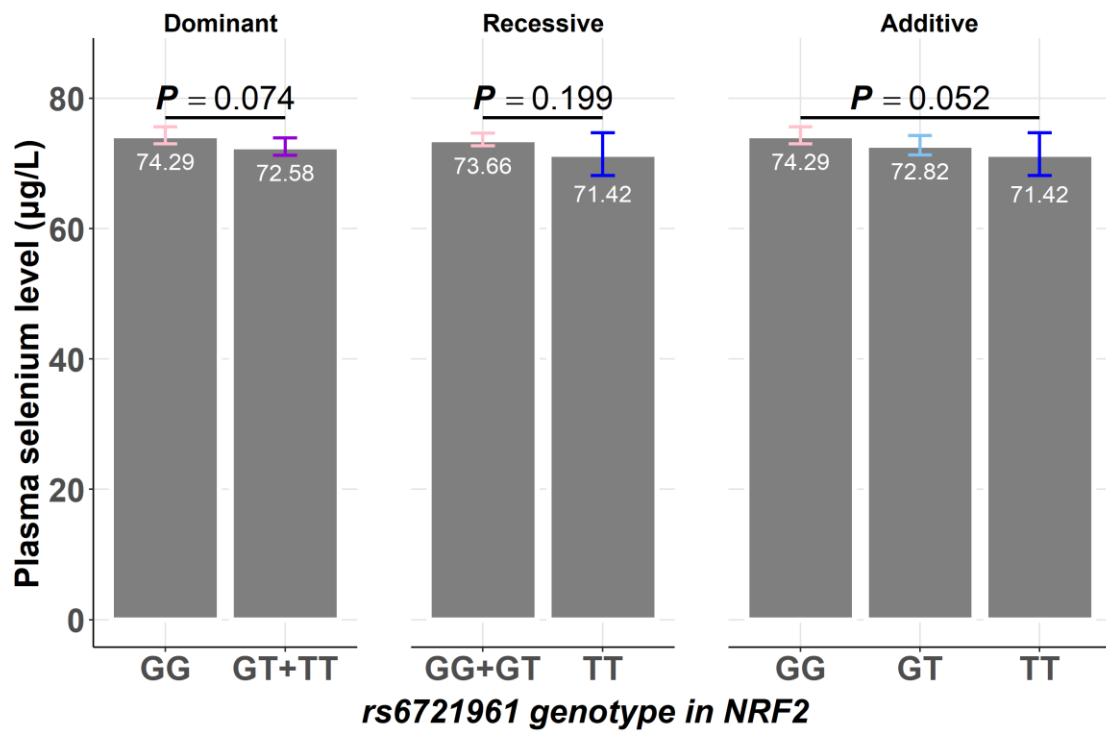 Dominant Recessive Additive
P = 0.074 P = 0.199 P = 0.052
80
60
40
20
0
Plasma selenium level (μg/L)
74.29 72.58 73.66 71.42 74.29 72.82 71.42
GG GT+TT GG+GT TT GG GT TT
rs6721961 genotype in NRF2